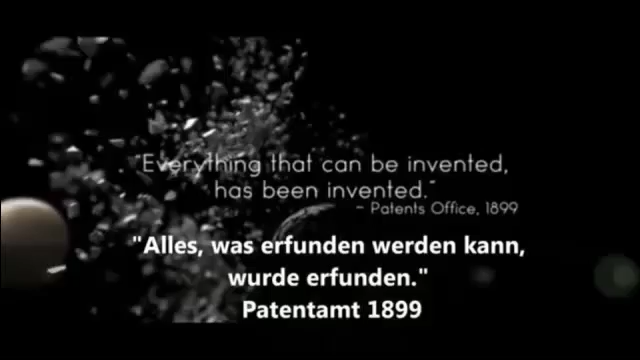 "Everything that can be invented,
has been invented."
– Patents Office, 1899
"Alles, was erfunden werden kann,
wurde erfunden."
Patentamt 1899